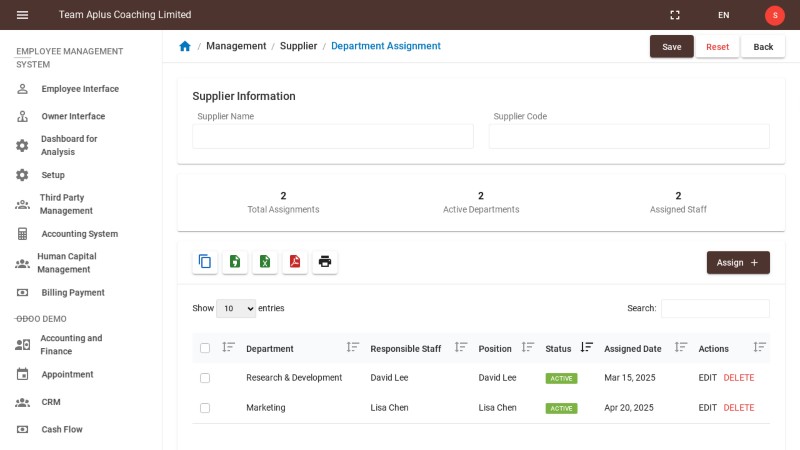 Team Aplus Coaching Limited
EN
S
EMPLOYEE MANAGEMENT
SYSTEM
Employee Interface
Owner Interface
Dashboard for
Analysis
Setup
Third Party
Management
Accounting System
Human Capital
Management
Billing Payment
ODOO DEMO
Accounting and
Finance
Appointment
CRM
Cash Flow
/ Management / Supplier / Department Assignment
Save
Reset
Back
Supplier Information
Supplier Name
Supplier Code
2
Total Assignments
2
Active Departments
2
Assigned Staff
Assign +
Show 10 entries
Search:
Department Responsible Staff Position Status Assigned Date Actions
Research & Development David Lee David Lee ACTIVE Mar 15, 2025 EDIT DELETE
Marketing Lisa Chen Lisa Chen ACTIVE Apr 20, 2025 EDIT DELETE